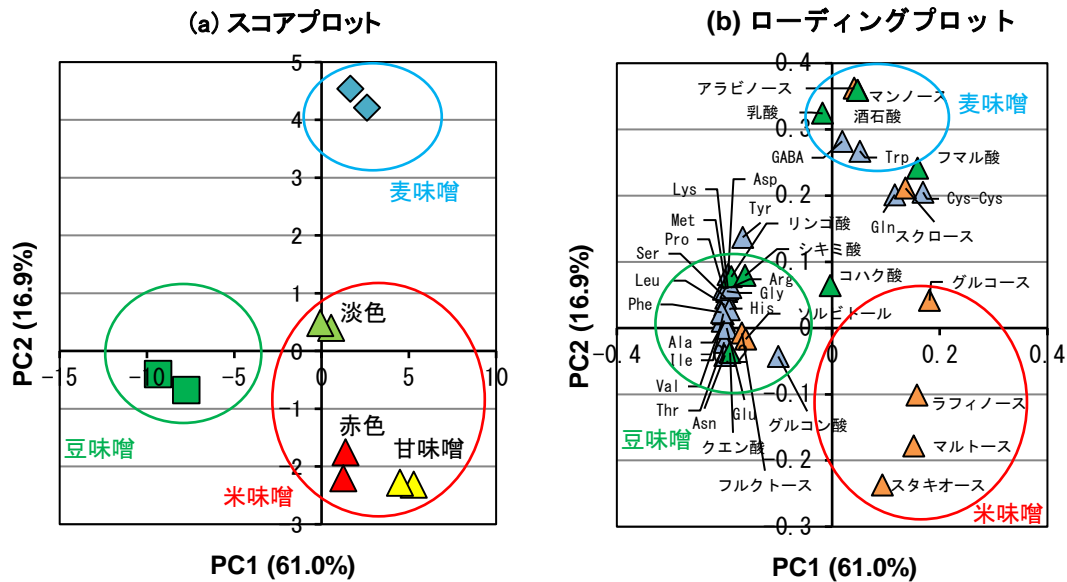 (a) スコアプロット
5
4
3
2
1
0
−1
−2
3
−15
−10
−5
0
5
10
麦味噌
淡色
豆味噌
赤色
甘味噌
米味噌
PC2 (16.9%)
PC1 (61.0%)
(b) ローディングプロット
0.4
0.3
0.2
0.1
0
-0.1
-0.2
-0.3
-0.4
0.2
0.4
アラビノース
マンノース
乳酸
酒石酸
麦味噌
GABA
Trp
フマル酸
Lys
Asp
Cys-Cys
Met
Tyr
リンゴ酸
Gln
スクロース
Pro
Ser
シキミ酸
Leu
Arg
Gly
コハク酸
グルコース
Phe
His
ソルビトール
Ala
Ile
Val
Thr
Asn
Glu
グルコン酸
ラフィノース
豆味噌
クエン酸
マルトース
フルクトース
スタキオース
米味噌
PC2 (16.9%)
PC1 (61.0%)